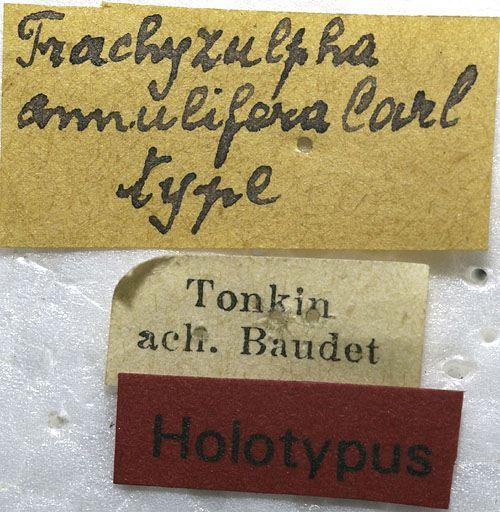 Trachyzulpha
annulifera Carl
type
Tonkin
ach. Baudet
Holotypus